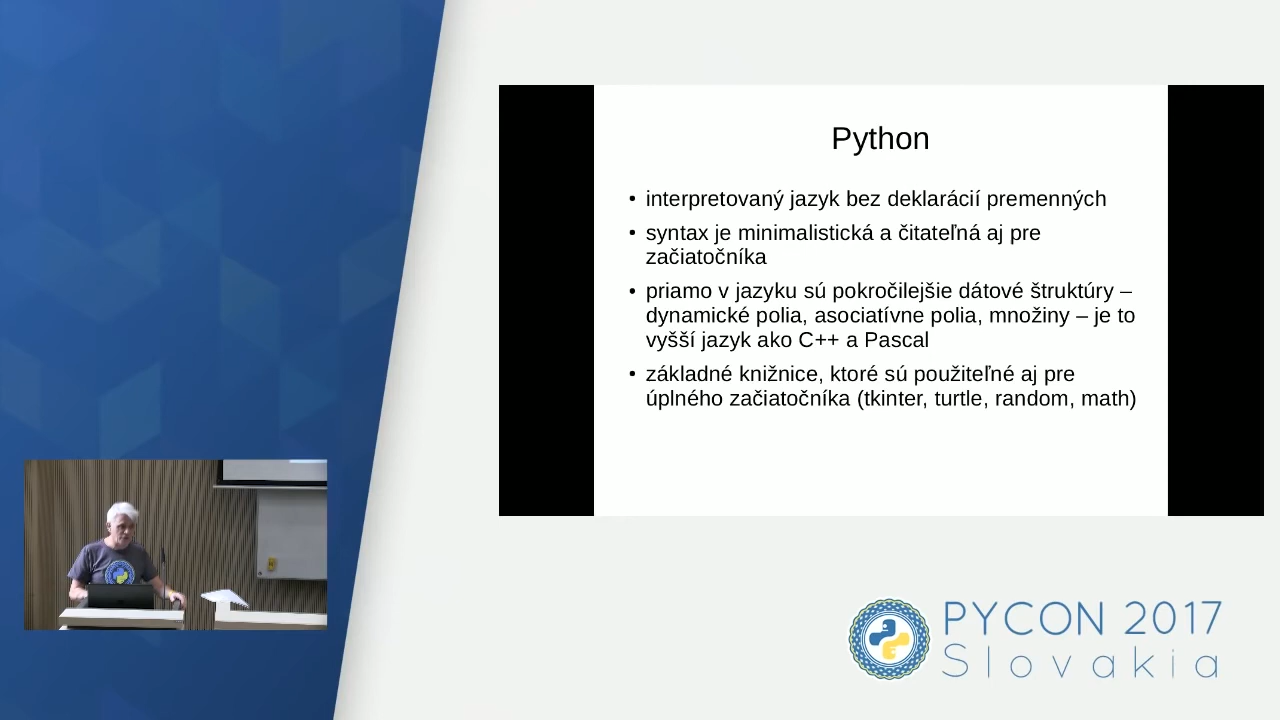 Python
• interpretovaný jazyk bez deklarácií premenných
• syntax je minimalistická a čitateľná aj pre
začiatočníka
• priamo v jazyku sú pokročilejšie dátové štruktúry –
dynamické polia, asociatívne polia, množiny – je to
vyšší jazyk ako C++ a Pascal
• základné knižnice, ktoré sú použiteľné aj pre
úplného začiatočníka (tkinter, turtle, random, math)
PYCON 2017
Slovakia